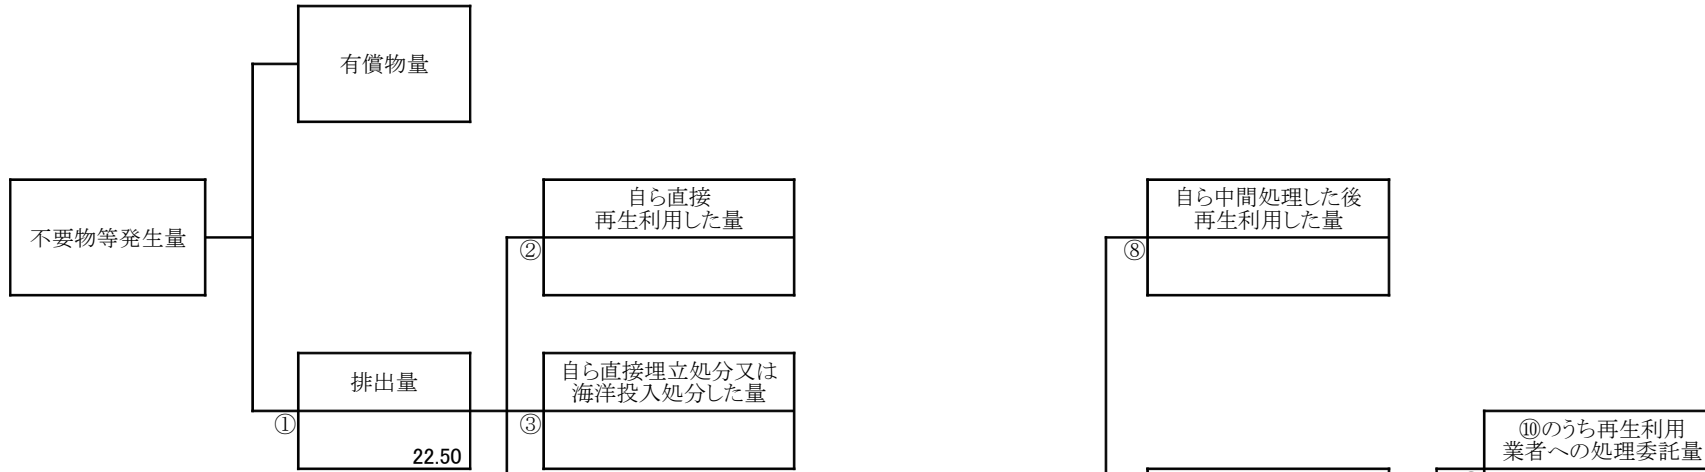 有償物量
不要物等発生量
自ら直接
再生利用した量
②
自ら中間処理した後
再生利用した量
⑧
排出量
①
22.50
自ら直接埋立処分又は
海洋投入処分した量
③
⑩のうち再生利用
業者への処理委託量